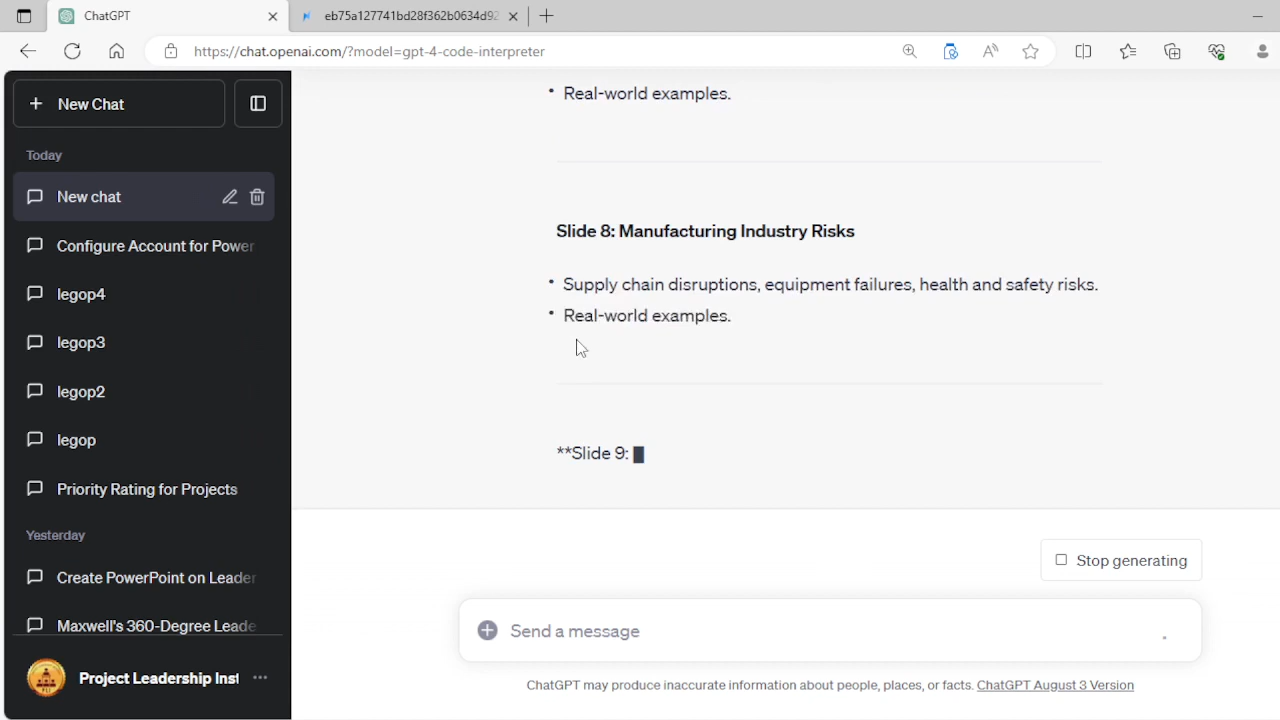 ChatGPT
eb75a127741bd28f362b0634d92
https://chat.openai.com/?model=gpt-4-code-interpreter
New Chat
Today
New chat
Configure Account for Power
legop4
legop3
legop2
legop
Priority Rating for Projects
Yesterday
Create PowerPoint on Leader
Maxwell's 360-Degree Leade
Project Leadership Inst
• Real-world examples.
Slide 8: Manufacturing Industry Risks
• Supply chain disruptions, equipment failures, health and safety risks.
• Real-world examples.
**Slide 9:
Stop generating
Send a message
ChatGPT may produce inaccurate information about people, places, or facts. ChatGPT August 3 Version